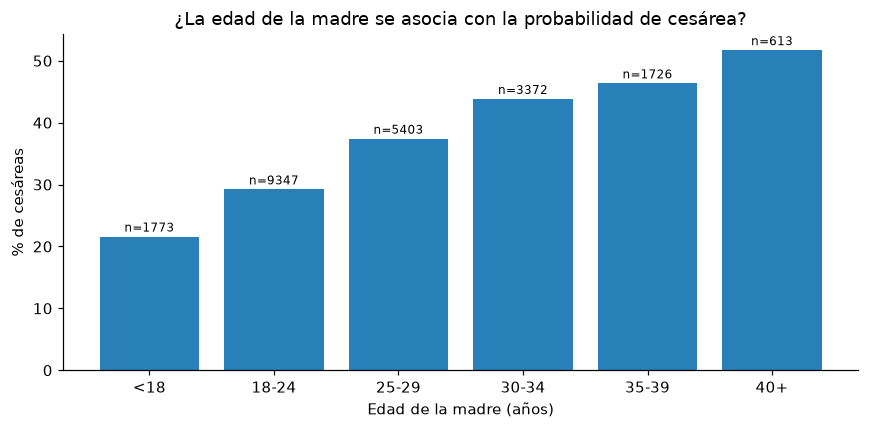 ¿La edad de la madre se asocia con la probabilidad de cesárea?
% de cesáreas
50
40
30
20
10
0
n=1773
n=9347
n=5403
n=3372
n=1726
n=613
<18
18-24
25-29
30-34
35-39
40+
Edad de la madre (años)